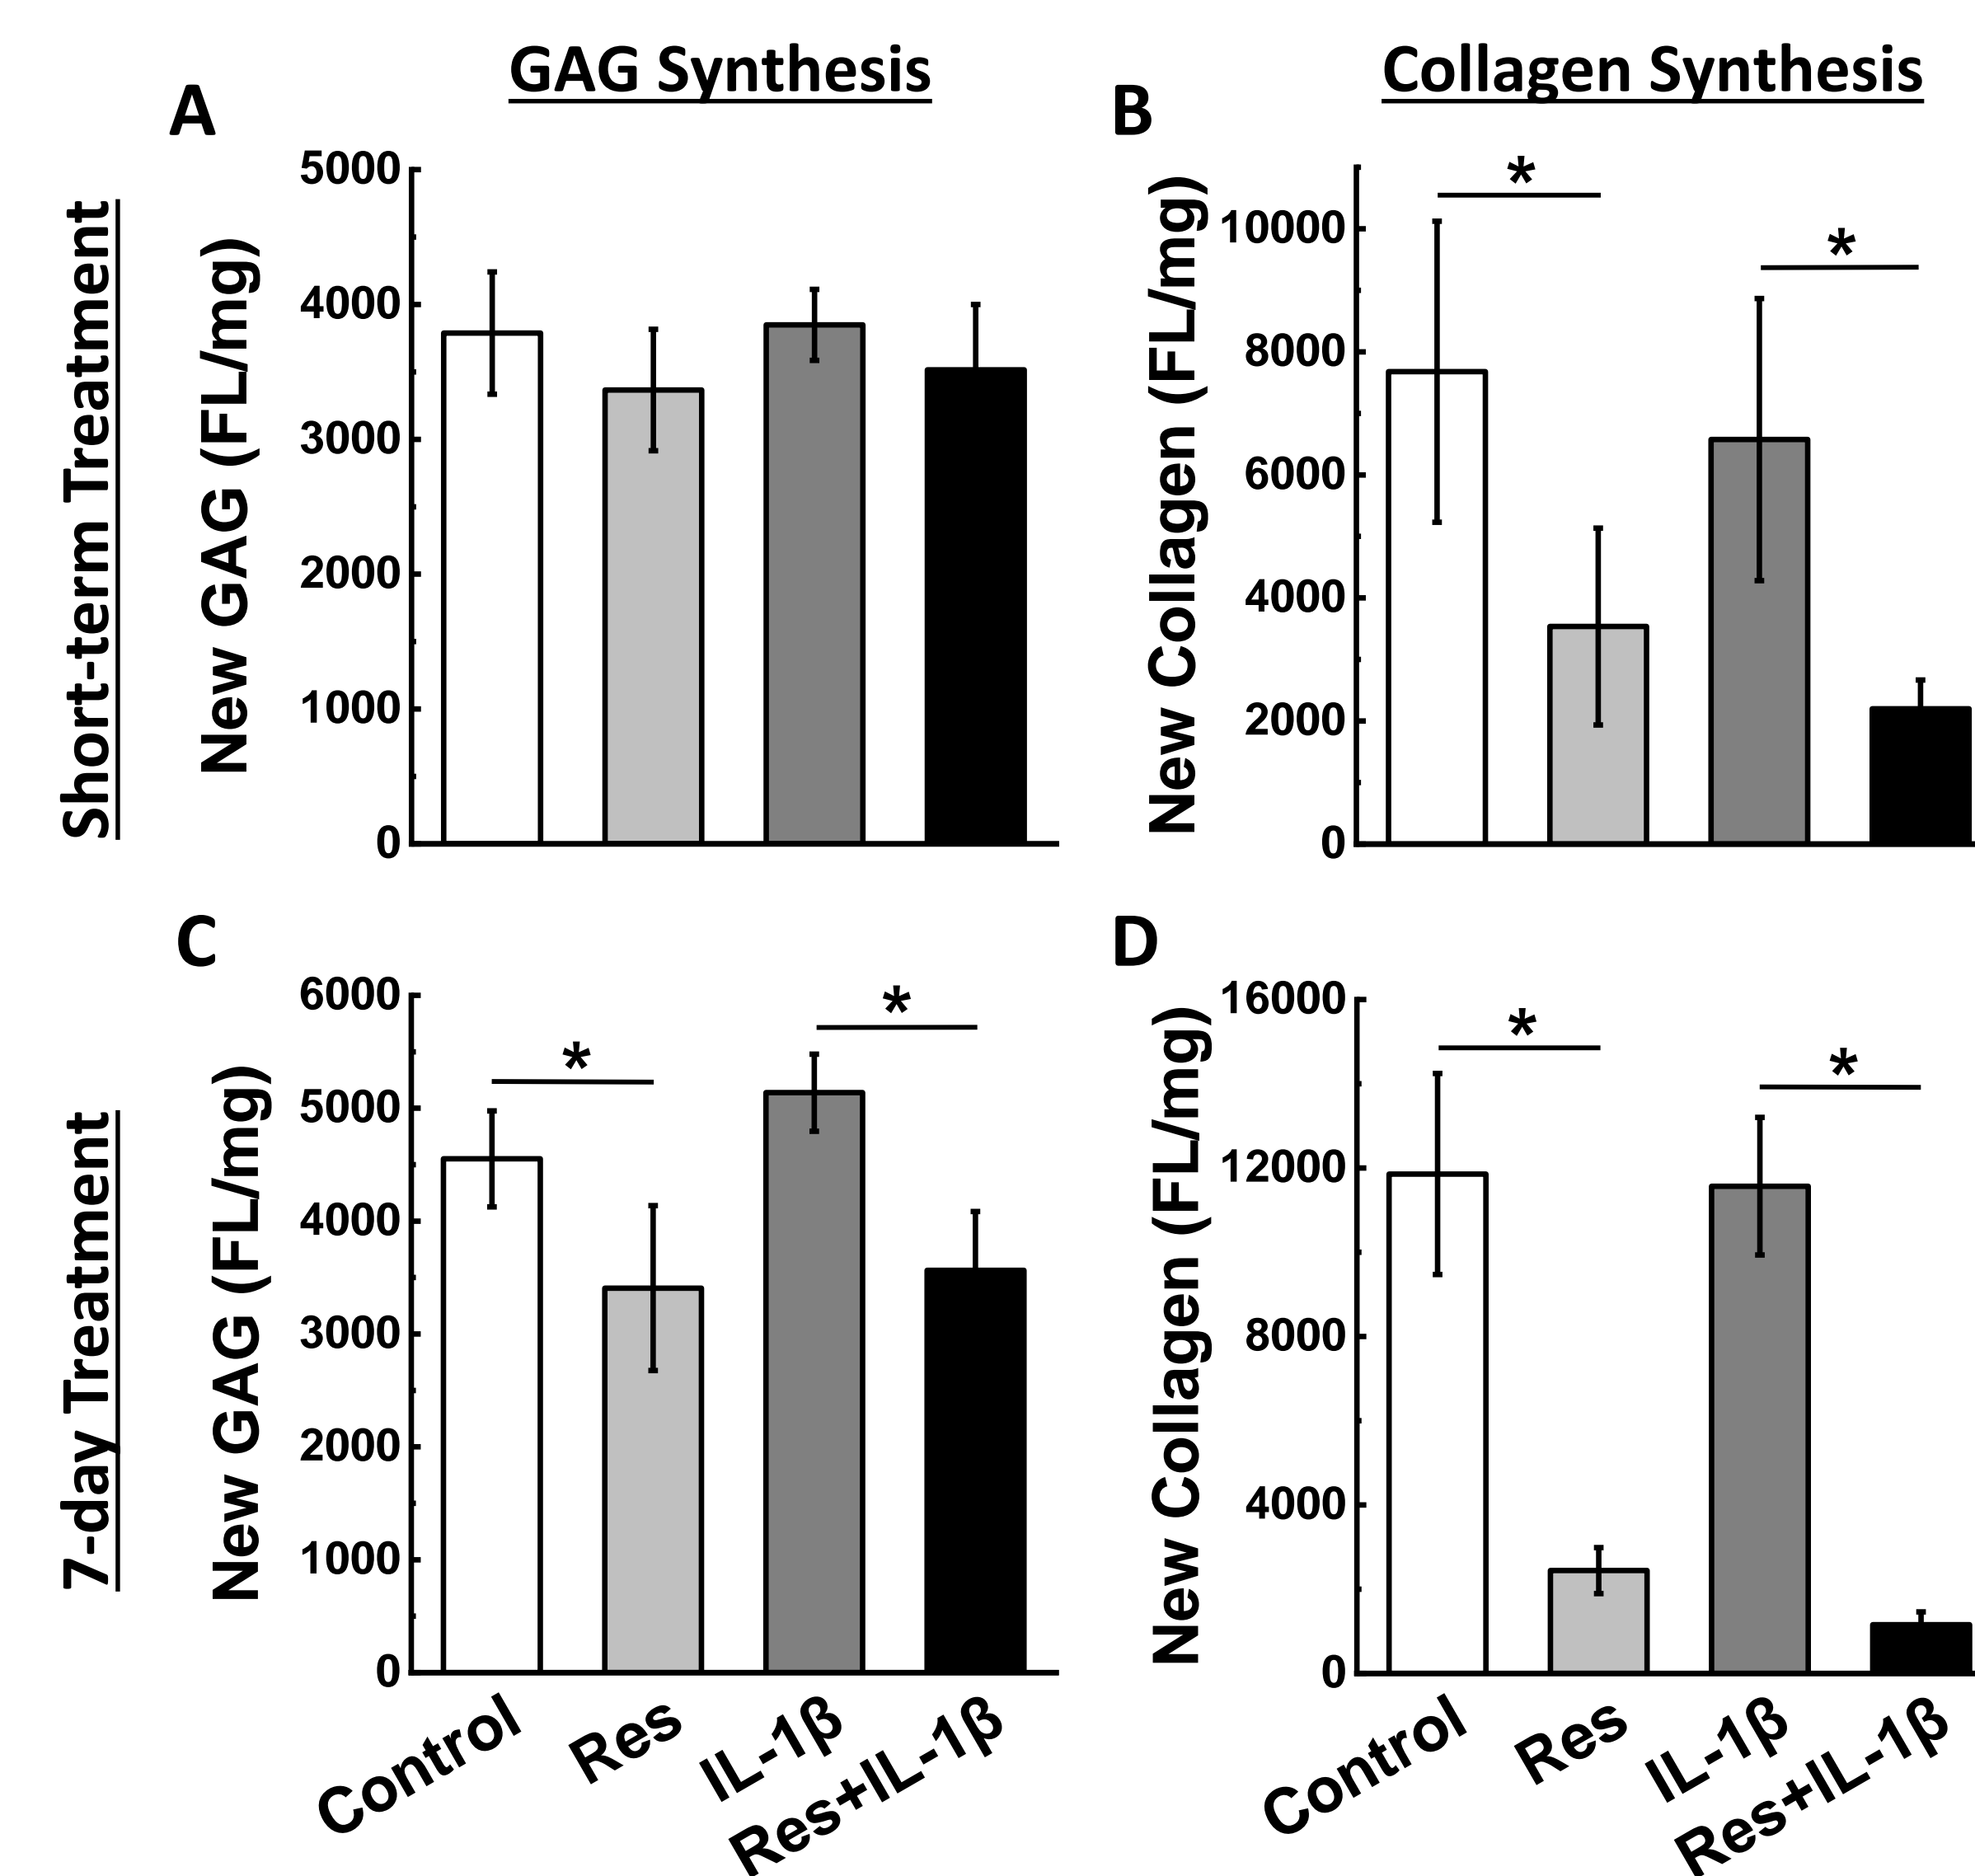 GAG Synthesis
Collagen Synthesis
Short-term Treatment
A
New GAG (FL/mg)
5000
4000
3000
2000
1000
0
B
New Collagen (FL/mg)
10000
8000
6000
4000
2000
0
*
*
7-day Treatment
C
New GAG (FL/mg)
6000
5000
4000
3000
2000
1000
0
*
*
Control
Res
IL-1β
Res+IL-1β
D
New Collagen (FL/mg)
16000
12000
8000
4000
0
*
*
Control
Res
IL-1β
Res+IL-1β